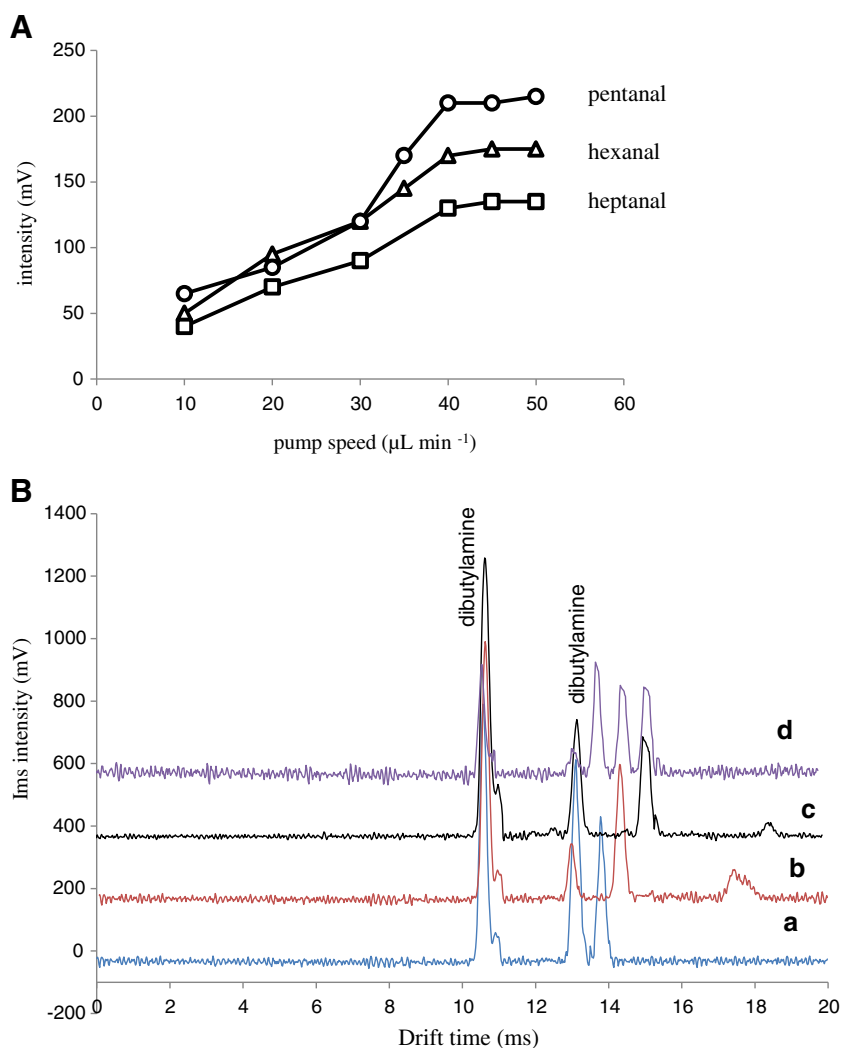 A
250
200
150
100
50
0
intensity (mV)
pentanal
hexanal
heptanal
0 10 20 30 40 50 60
pump speed (µL min -1)
B
1400
1200
1000
800
600
400
200
0
-200
Ims intensity (mV)
dibutylamine
dibutylamine
d
c
b
a
0 2 4 6 8 10 12 14 16 18 20
Drift time (ms)